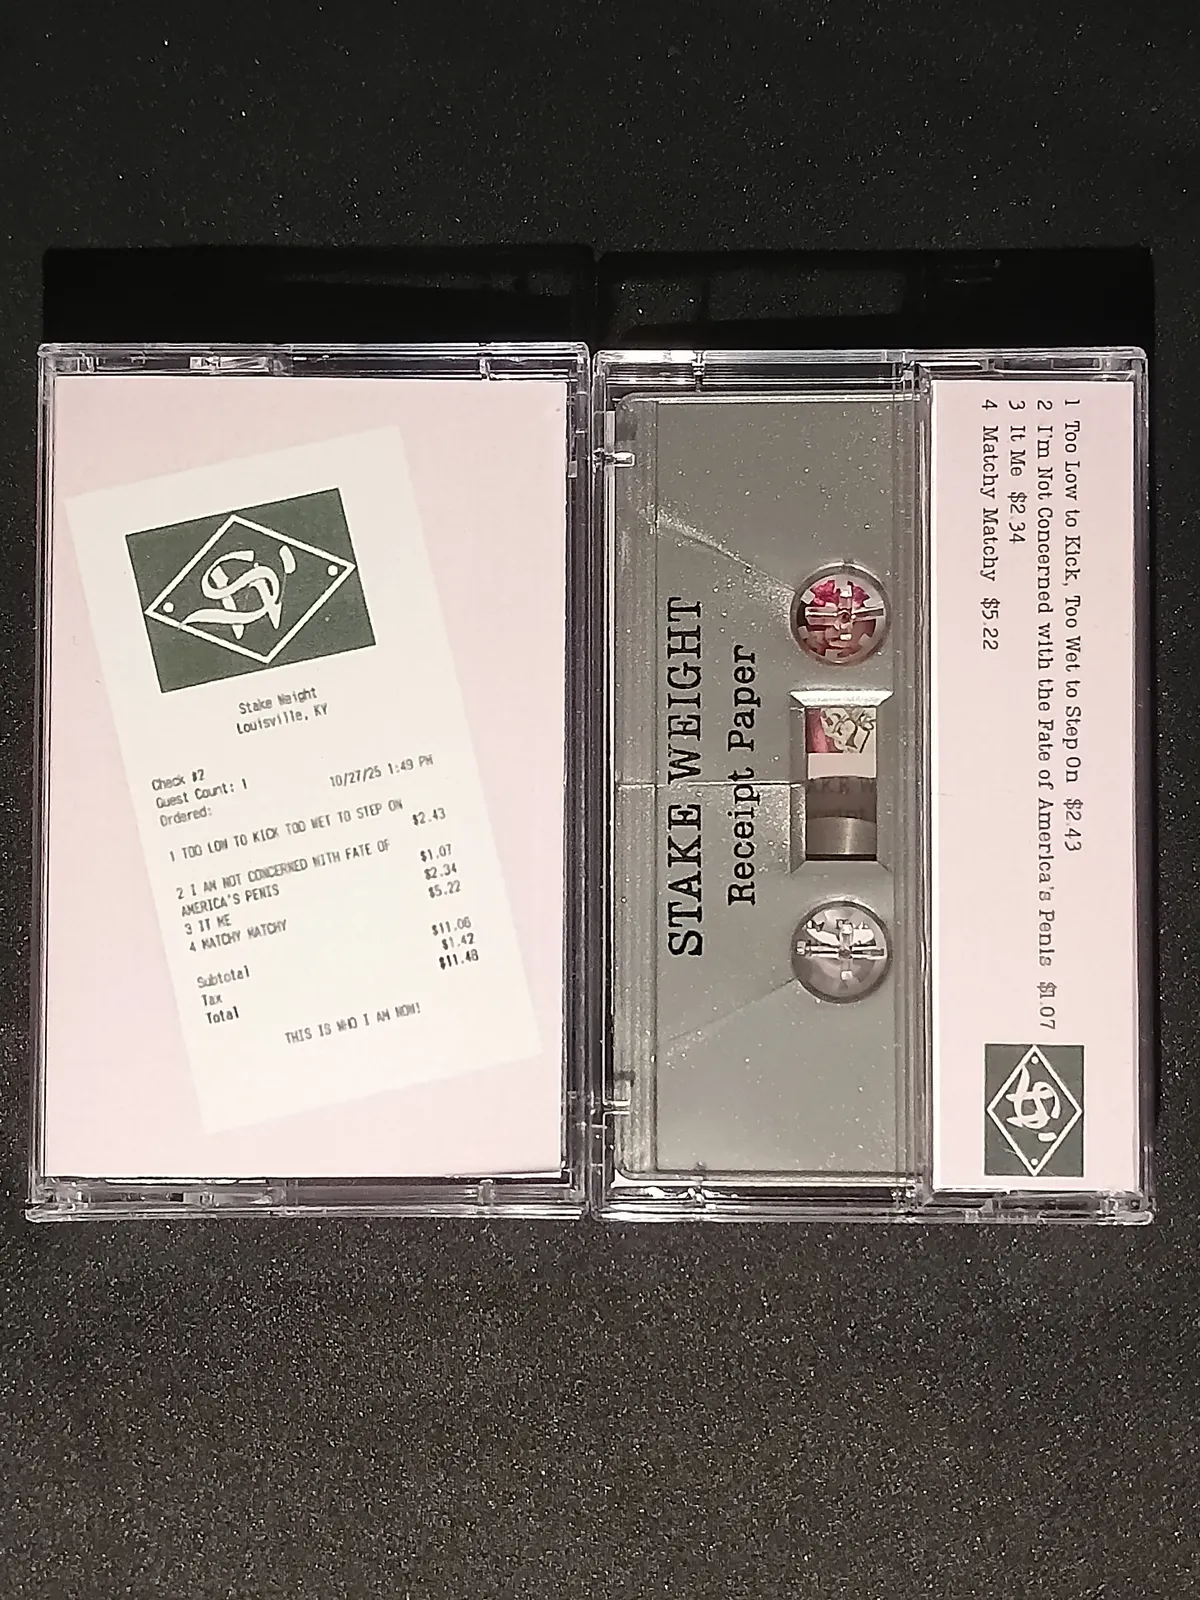 Stake Weight
Louisville, KY
Check #2
Guest Count: 1
10/27/25 1:49 PM
Ordered:
1 TOO LOW TO KICK TOO WET TO STEP ON
$2.43
2 I AM NOT CONCERNED WITH FATE OF
AMERICA'S PENIS $1.07
3 IT ME $2.34
4 MATCHY MATCHY $5.22
Subtotal $11.06
Tax $1.42
Total $11.48
THIS IS WHO I AM NOW!
STAKE WEIGHT
Receipt Paper
1 Too Low to Kick, Too Wet to Step On $2.43
2 I'm Not Concerned with the Fate of America's Penis $1.07
3 It Me $2.34
4 Matchy Matchy $5.22